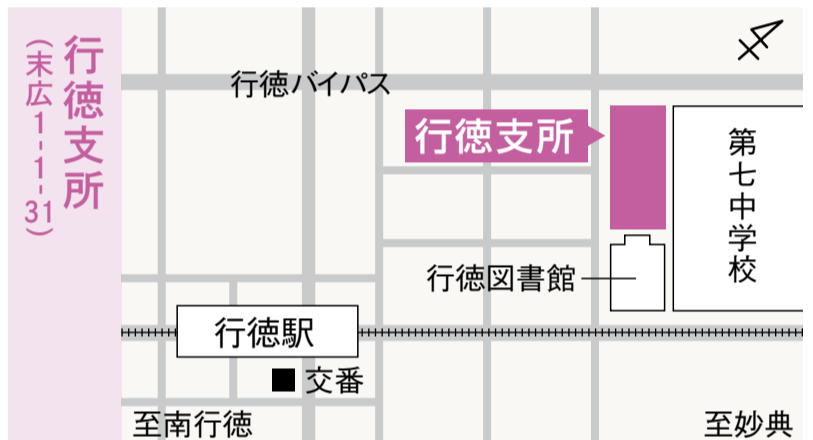 行徳支所
（末広1-1-31）
行徳バイパス
行徳支所
第七中学校
行徳図書館
行徳駅
交番
至南行徳
至妙典